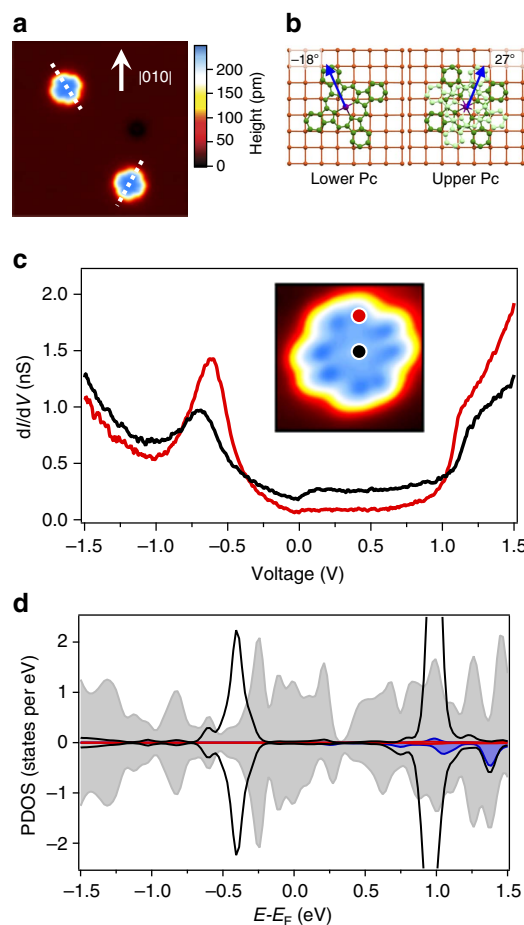 a
|010|
200
150
100
50
0
Height (pm)
b
–18°
27°
Lower Pc
Upper Pc
c
2.0
1.5
1.0
0.5
0.0
dI/dV (nS)
–1.5 –1.0 –0.5 0.0 0.5 1.0 1.5
Voltage (V)
d
2
1
0
–1
–2
PDOS (states per eV)
–1.5 –1.0 –0.5 0.0 0.5 1.0 1.5
E-EF (eV)